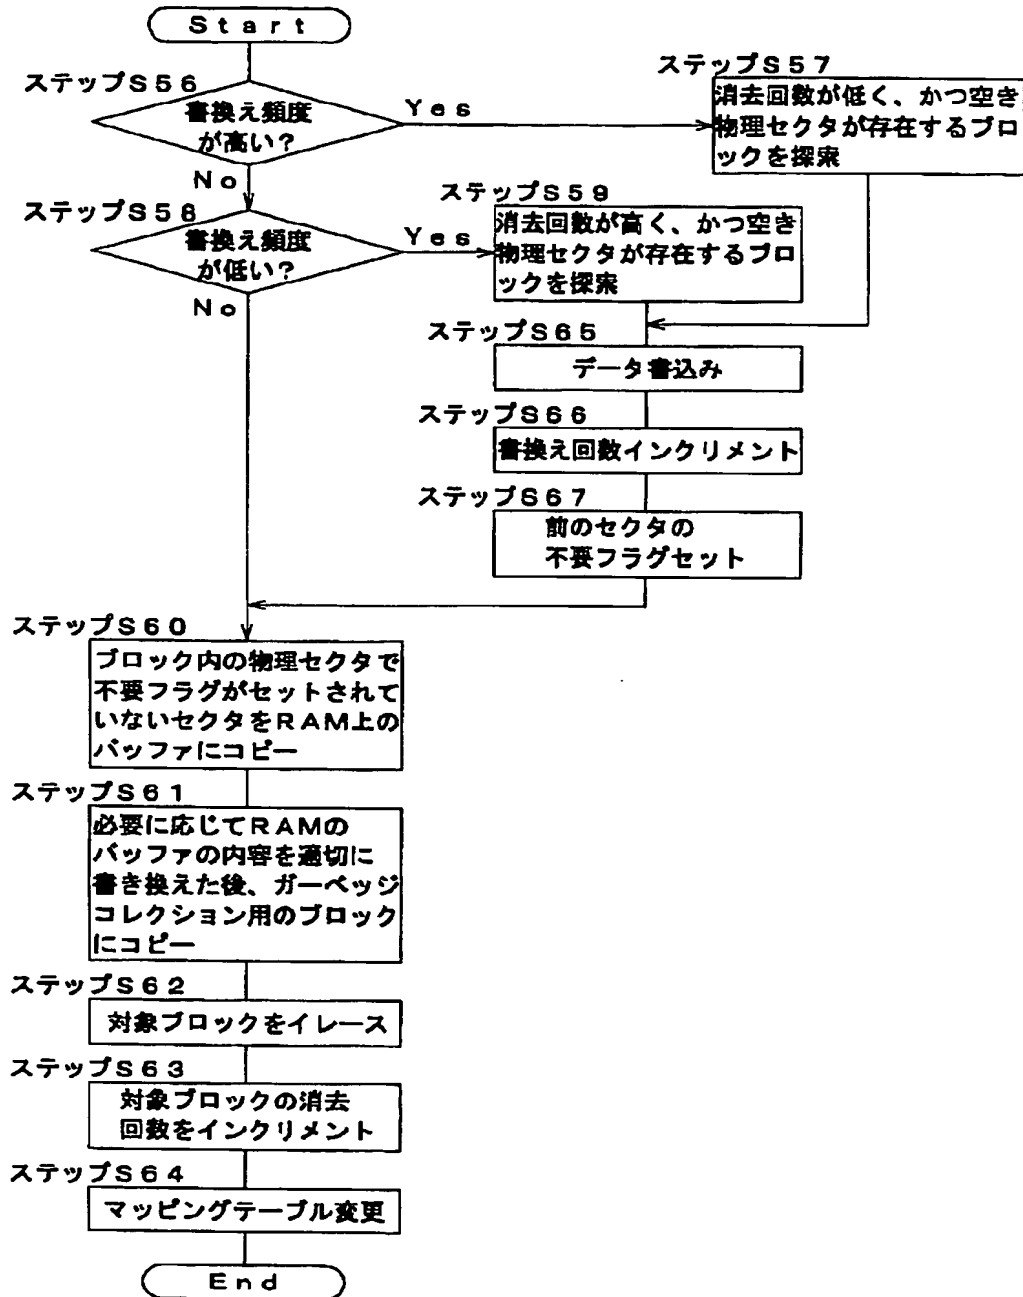 Start
ステップS56
書換え頻度
が高い?
Yes
No
ステップS57
消去回数が低く、かつ空き
物理セクタが存在するブロ
ックを探索
ステップS58
書換え頻度
が低い?
Yes
No
ステップS59
消去回数が高く、かつ空き
物理セクタが存在するブロ
ックを探索
ステップS65
データ書込み
ステップS66
書換え回数インクリメント
ステップS67
前のセクタの
不要フラグセット
ステップS60
ブロック内の物理セクタで
不要フラグがセットされて
いないセクタをRAM上の
バッファにコピー
ステップS61
必要に応じてRAMの
バッファの内容を適切に
書き換えた後、ガーベッジ
コレクション用のブロック
にコピー
ステップS62
対象ブロックをイレース
ステップS63
対象ブロックの消去
回数をインクリメント
ステップS64
マッピングテーブル変更
End